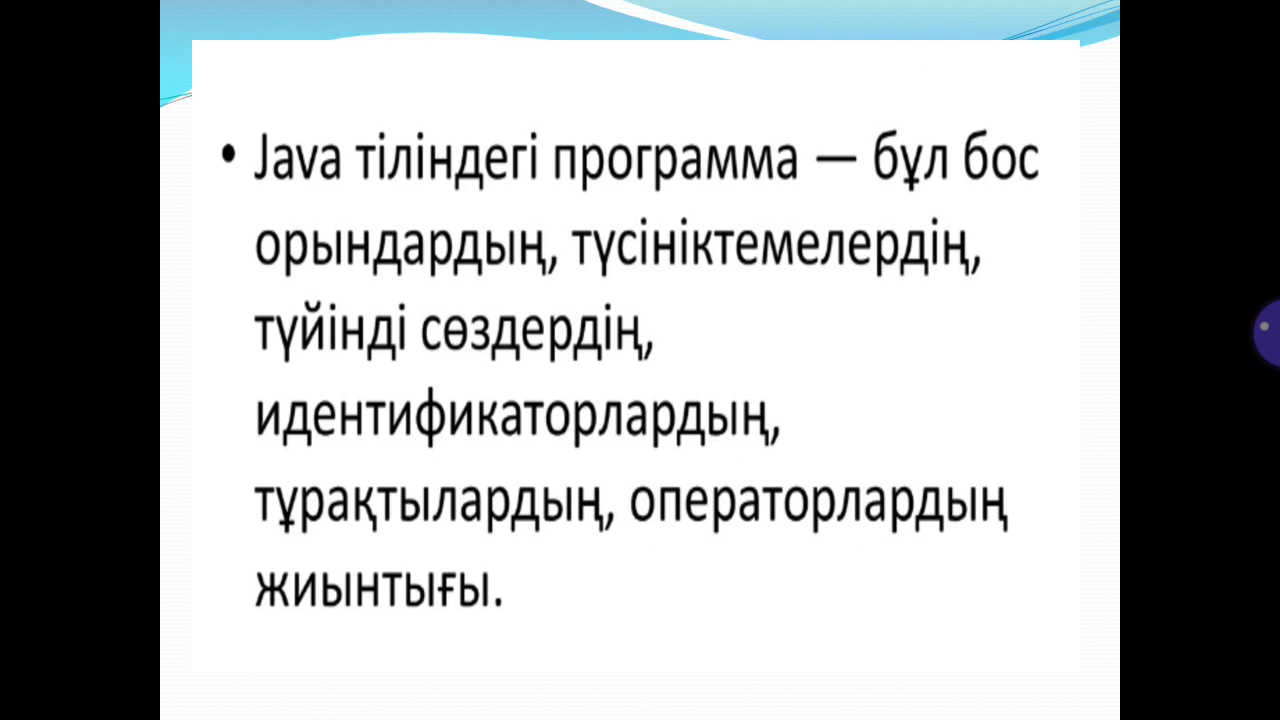 • Java тіліндегі программа — бұл бос
орындардың, түсініктемелердің,
түйінді сөздердің,
идентификаторлардың,
тұрақтылардың, операторлардың
жиынтығы.